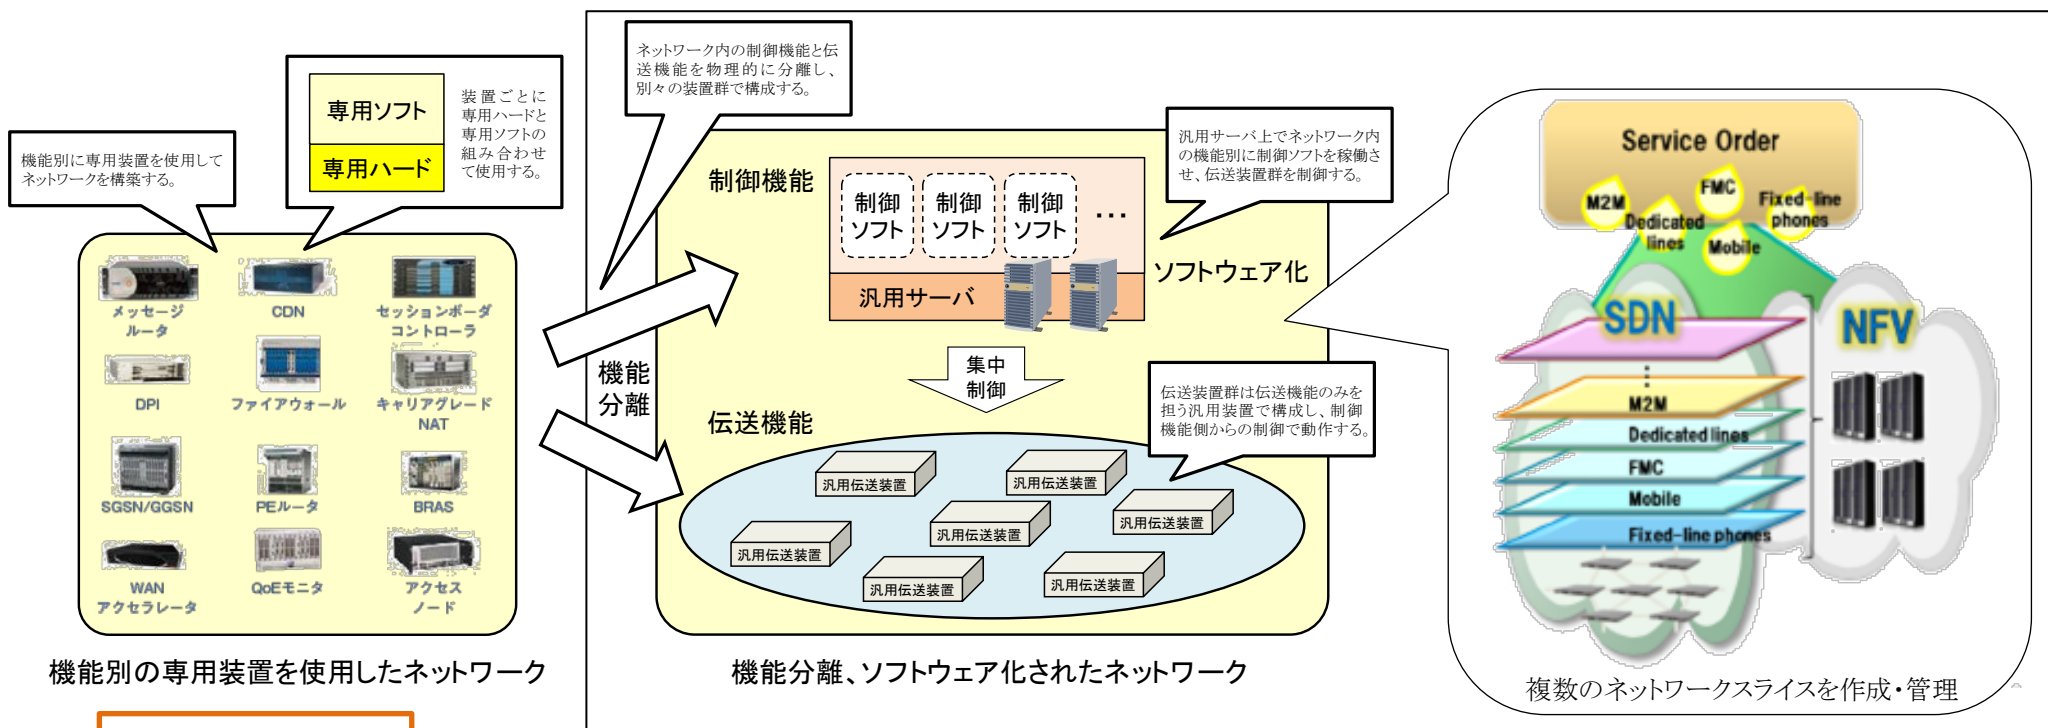 機能別に専用装置を使用して
ネットワークを構築する。
専用ソフト
専用ハード
装置ごとに
専用ハードと
専用ソフトの
組み合わせ
て使用する。
メッセージ
ルータ
CDN
セッションボーダ
コントローラ
DPI
ファイアウォール
キャリアグレード
NAT
SGSN/GGSN
PEルータ
BRAS
WAN
アクセラレータ
QoEモニタ
アクセス
ノード
機能別の専用装置を使用したネットワーク
機能
分離
ネットワーク内の制御機能と伝
送機能を物理的に分離し、
別々の装置群で構成する。
制御機能
制御
ソフト
制御
ソフト
制御
ソフト
…
汎用サーバ
汎用サーバ上でネットワーク内
の機能別に制御ソフトを稼働さ
せ、伝送装置群を制御する。
ソフトウェア化
集中
制御
伝送機能
伝送装置群は伝送機能のみを
担う汎用装置で構成し、制御
機能側からの制御で動作する。
汎用伝送装置
汎用伝送装置
汎用伝送装置
汎用伝送装置
汎用伝送装置
汎用伝送装置
汎用伝送装置
機能分離、ソフトウェア化されたネットワーク
Service Order
M2M
Dedicated
lines
FMC
Mobile
Fixed-line
phones
SDN
NFV
⋮
M2M
Dedicated lines
FMC
Mobile
Fixed-line phones
複数のネットワークスライスを作成・管理